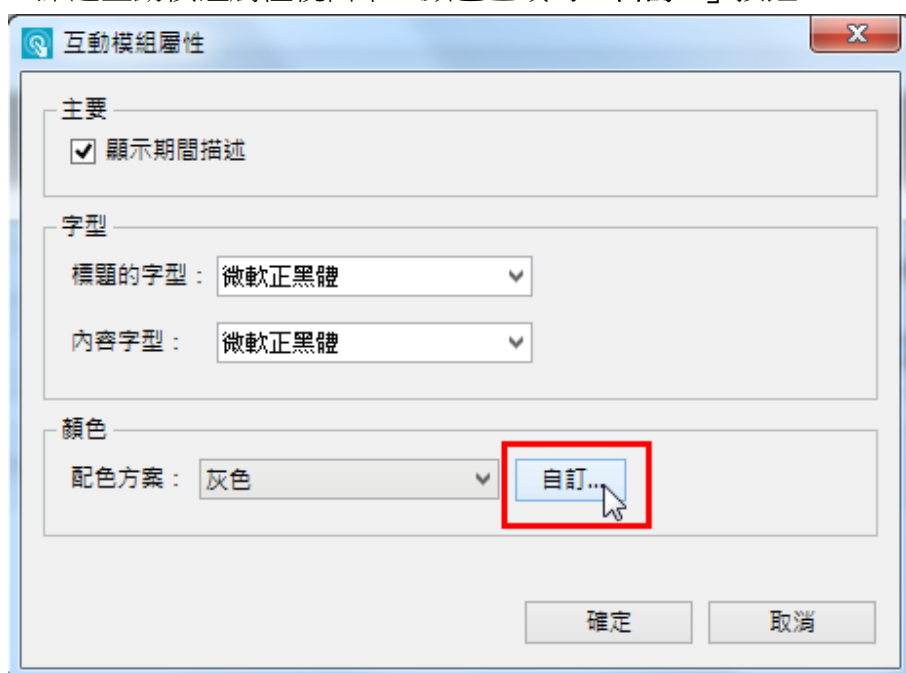 互動模組屬性
主要
顯示期間描述
字型
標題的字型： 微軟正黑體
內容字型： 微軟正黑體
顏色
配色方案： 灰色 自訂...
確定 取消